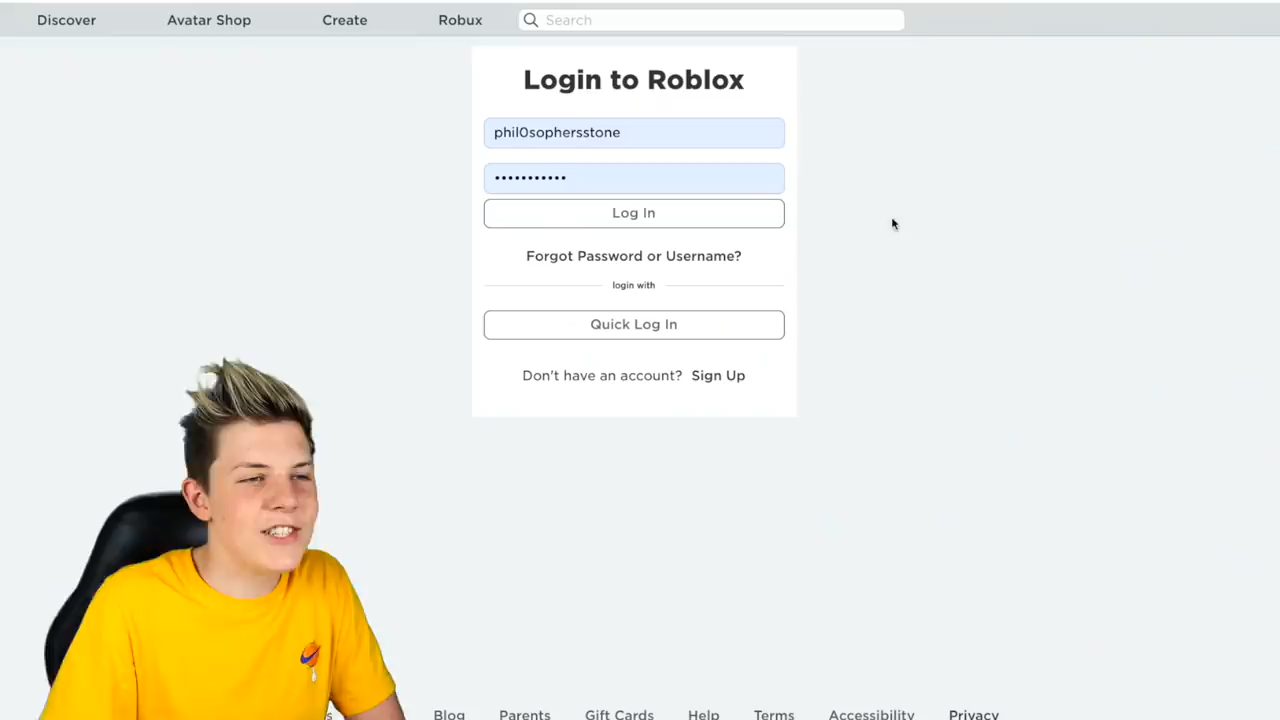 Discover Avatar Shop Create Robux Search
Login to Roblox
phil0sophersstone
•••••••••••
Log In
Forgot Password or Username?
login with
Quick Log In
Don't have an account? Sign Up
Blog Parents Gift Cards Help Terms Accessibility Privacy